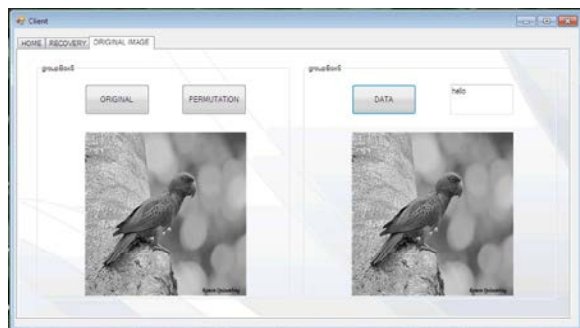 Client
HOME
RECOVERY
ORIGINAL IMAGE
groupBox5
ORIGINAL
PERMUTATION
groupBox6
DATA
hello